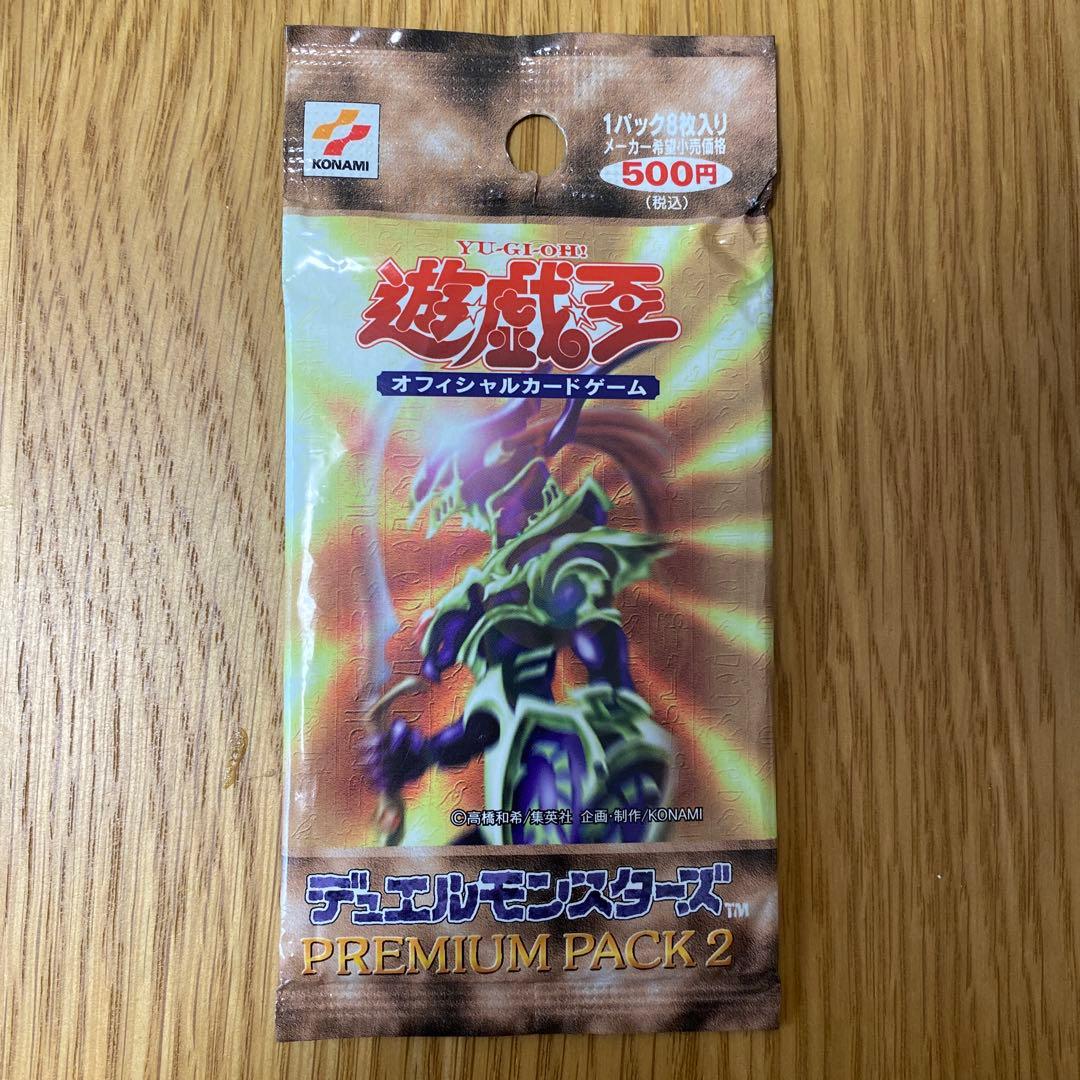 KONAMI
1パック8枚入り
メーカー希望小売価格
500円
(税込)
YU-GI-OH!
遊戯王
オフィシャルカードゲーム
©高橋和希/集英社 企画・制作/KONAMI
デュエルモンスターズ™
PREMIUM PACK 2